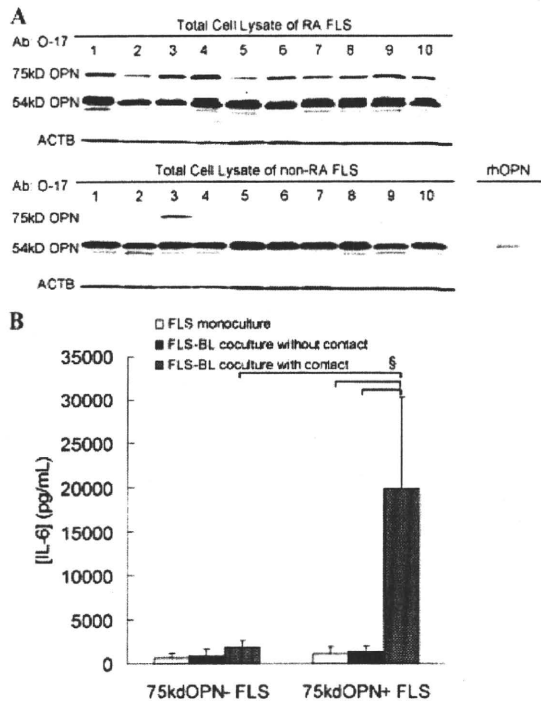 A
Total Cell Lysate of RA FLS
Ab: O-17 1 2 3 4 5 6 7 8 9 10
75kD OPN
54kD OPN
ACTB
Total Cell Lysate of non-RA FLS rhOPN
Ab: O-17 1 2 3 4 5 6 7 8 9 10
75kD OPN
54kD OPN
ACTB
B
FLS monoculture
FLS-BL coculture without contact
FLS-BL coculture with contact
§
35000
30000
25000
20000
15000
10000
5000
0
[IL-6] (pg/mL)
75kdOPN- FLS 75kdOPN+ FLS